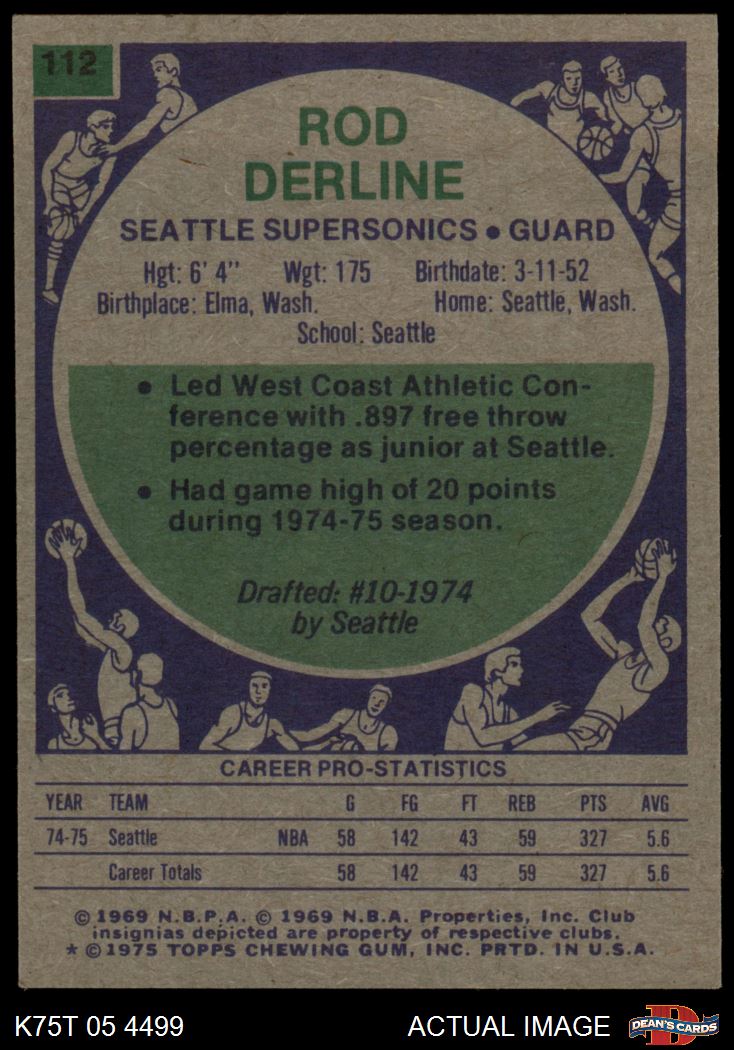 112
ROD
DERLINE
SEATTLE SUPERSONICS • GUARD
Hgt: 6' 4" Wgt: 175 Birthdate: 3-11-52
Birthplace: Elma, Wash. Home: Seattle, Wash.
School: Seattle
• Led West Coast Athletic Con-
ference with .897 free throw
percentage as junior at Seattle.
• Had game high of 20 points
during 1974-75 season.
Drafted: #10-1974
by Seattle
CAREER PRO-STATISTICS
YEAR TEAM G FG FT REB PTS AVG
74-75 Seattle NBA 58 142 43 59 327 5.6
Career Totals 58 142 43 59 327 5.6
© 1969 N.B.P.A. © 1969 N.B.A. Properties, Inc. Club
insignias depicted are property of respective clubs.
* © 1975 TOPPS CHEWING GUM, INC. PRTD. IN U.S.A.
K75T 05 4499 ACTUAL IMAGE DEAN'S CARDS